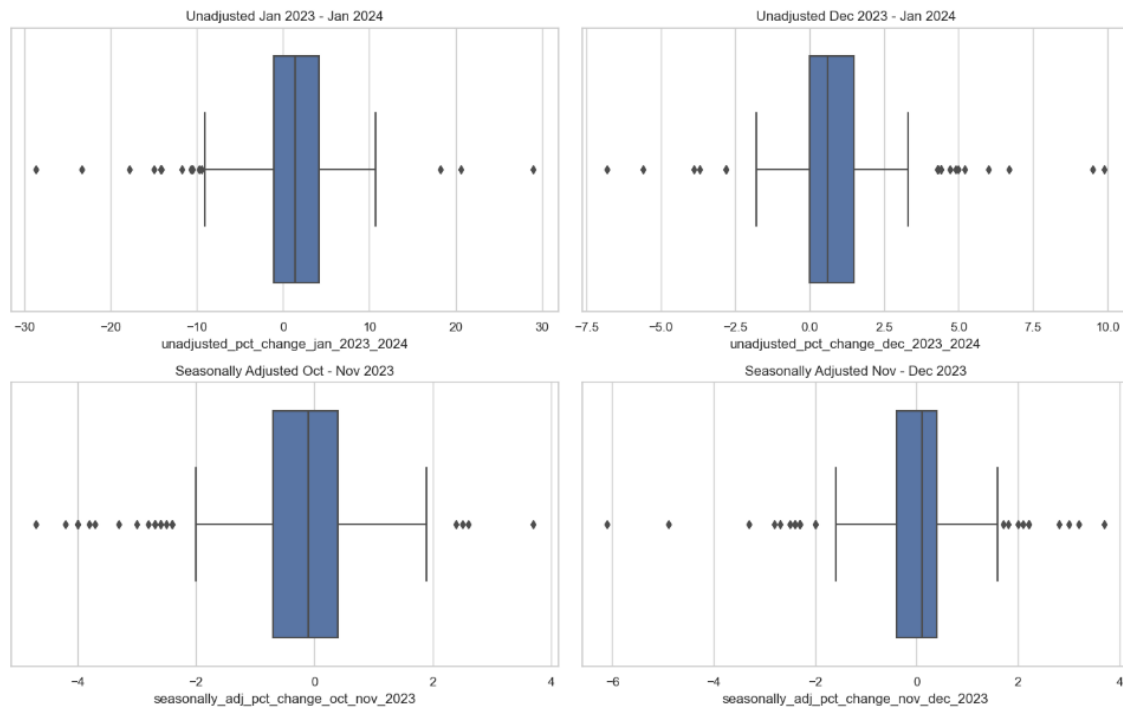 Unadjusted Jan 2023 - Jan 2024
−30 −20 −10 0 10 20 30
unadjusted_pct_change_jan_2023_2024
Unadjusted Dec 2023 - Jan 2024
−7.5 −5.0 −2.5 0.0 2.5 5.0 7.5 10.0
unadjusted_pct_change_dec_2023_2024
Seasonally Adjusted Oct - Nov 2023
−4 −2 0 2 4
seasonally_adj_pct_change_oct_nov_2023
Seasonally Adjusted Nov - Dec 2023
−6 −4 −2 0 2 4
seasonally_adj_pct_change_nov_dec_2023